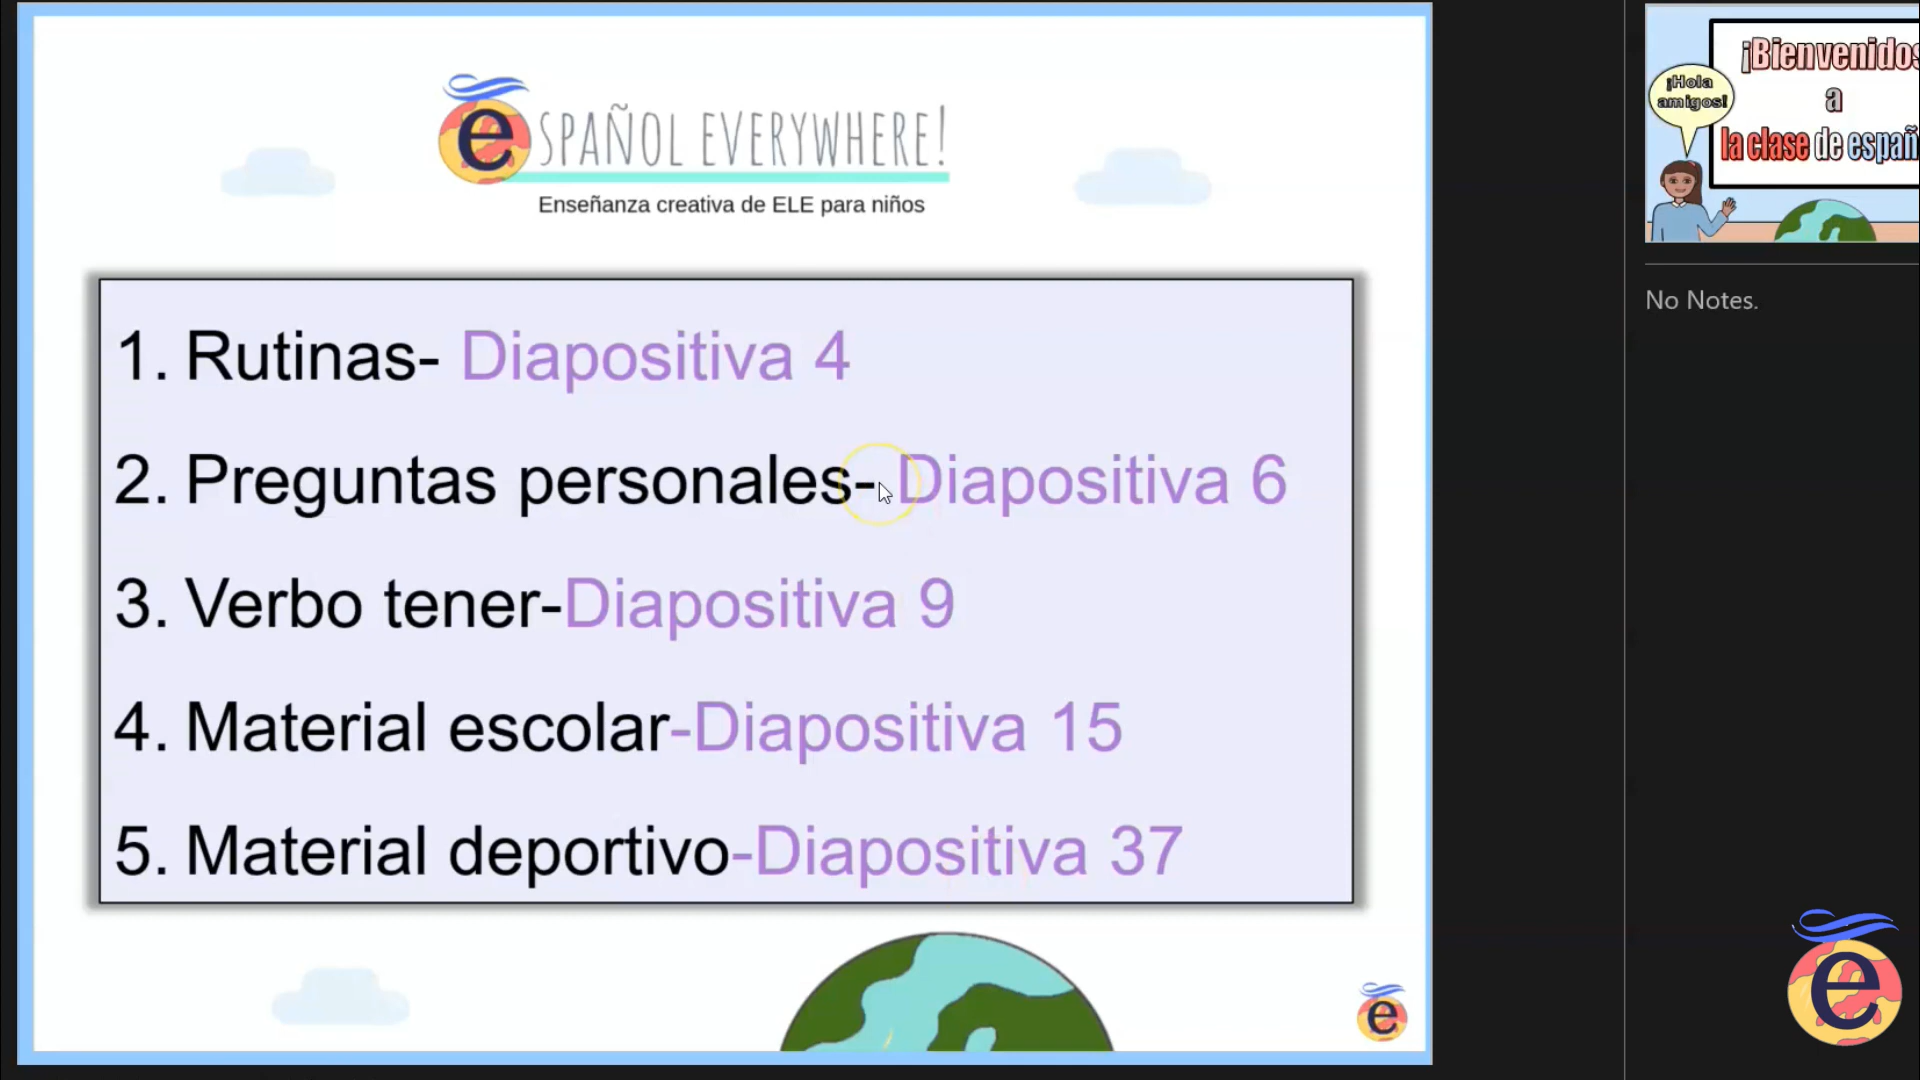 ESPAÑOL EVERYWHERE!
Enseñanza creativa de ELE para niños
1. Rutinas- Diapositiva 4
2. Preguntas personales- Diapositiva 6
3. Verbo tener-Diapositiva 9
4. Material escolar-Diapositiva 15
5. Material deportivo-Diapositiva 37
e
¡Bienvenidos
a
la clase de españ
¡Hola
amigos!
No Notes.
e